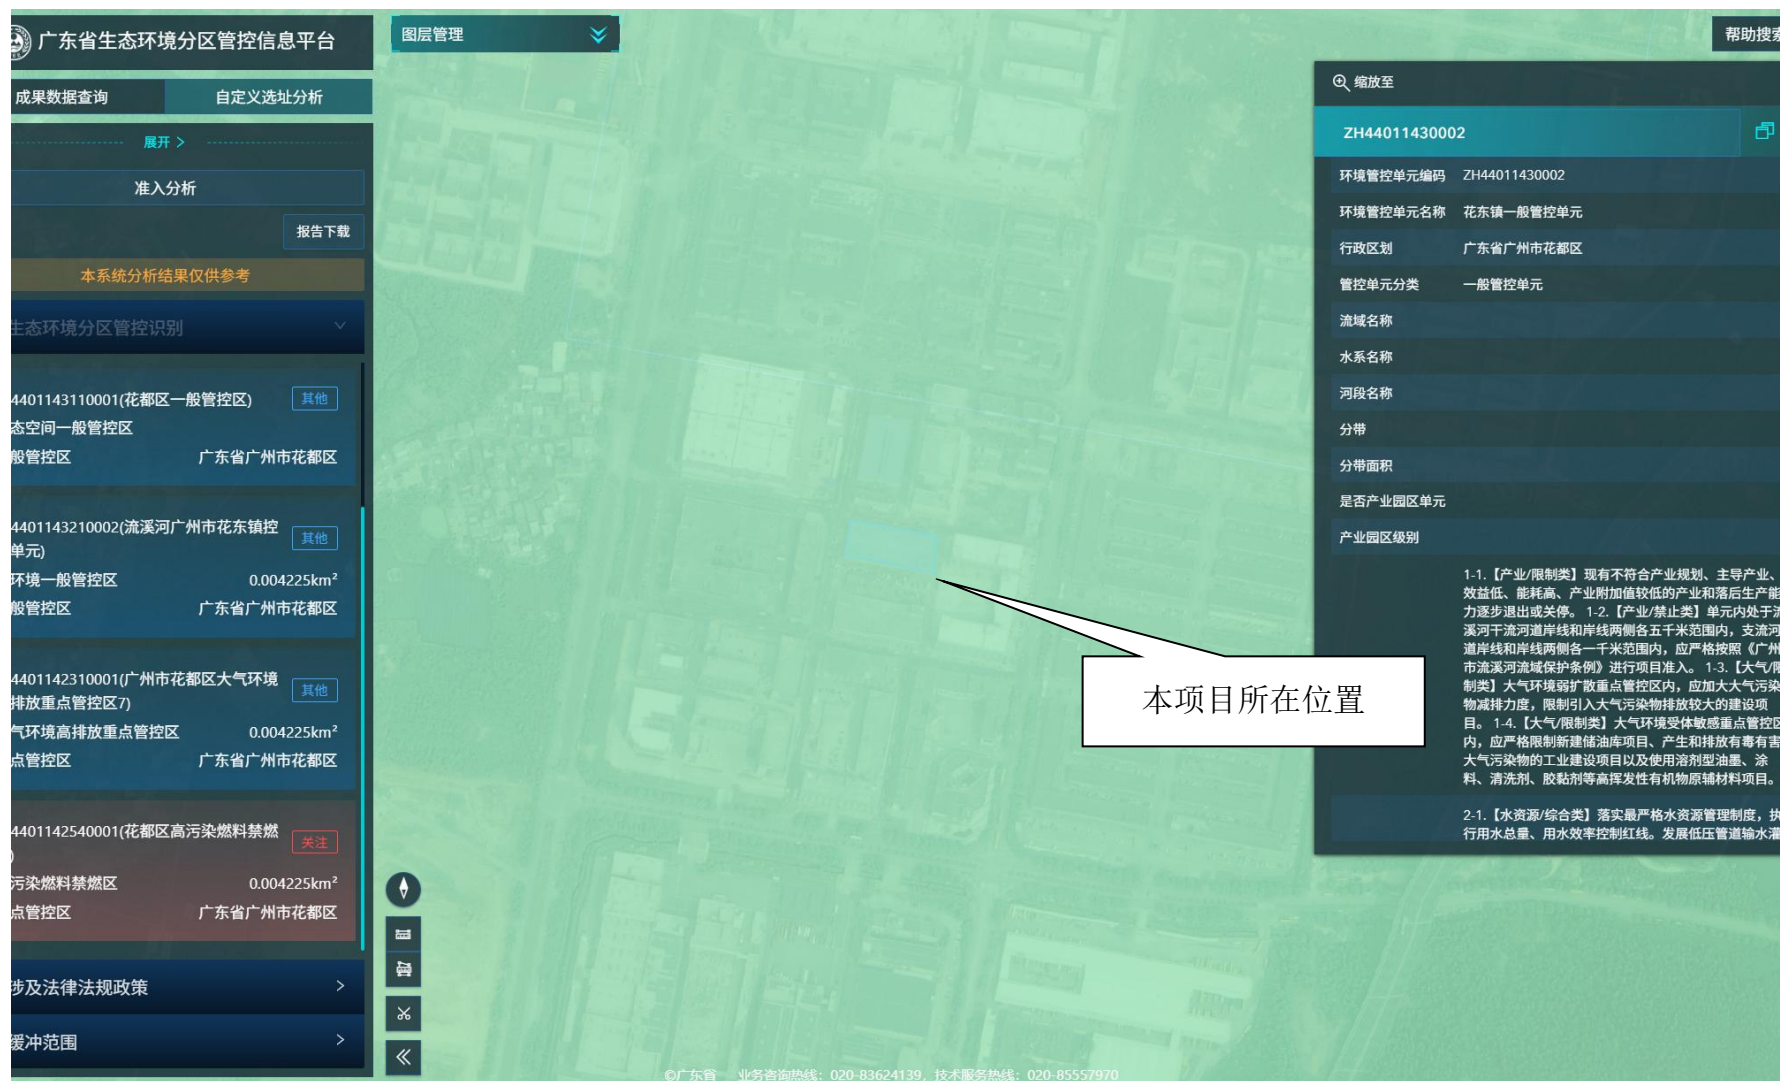 广东省生态环境分区管控信息平台
成果数据查询
自定义选址分析
展开 >
准入分析
报告下载
本系统分析结果仅供参考
生态环境分区管控识别
4401143110001(花都区一般管控区)
其他
态空间一般管控区
般管控区
广东省广州市花都区
4401143210002(流溪河广州市花东镇控
单元)
其他
环境一般管控区
0.004225km²
般管控区
广东省广州市花都区
4401142310001(广州市花都区大气环境
排放重点管控区7)
其他
气环境高排放重点管控区
0.004225km²
点管控区
广东省广州市花都区
4401142540001(花都区高污染燃料禁燃
)
关注
污染燃料禁燃区
0.004225km²
点管控区
广东省广州市花都区
涉及法律法规政策
缓冲范围
图层管理
本项目所在位置
©广东省 业务咨询热线：020-83624139，技术服务热线：020-85557970
帮助搜索
缩放至
ZH44011430002
环境管控单元编码 ZH44011430002
环境管控单元名称 花东镇一般管控单元
行政区划 广东省广州市花都区
管控单元分类 一般管控单元
流域名称
水系名称
河段名称
分带
分带面积
是否产业园区单元
产业园区级别
1-1.【产业/限制类】现有不符合产业规划、主导产业、
效益低、能耗高、产业附加值较低的产业和落后生产能
力逐步退出或关停。 1-2.【产业/禁止类】单元内处于流
溪河干流河道岸线和岸线两侧各五千米范围内，支流河
道岸线和岸线两侧各一千米范围内，应严格按照《广州
市流溪河流域保护条例》进行项目准入。 1-3.【大气/限
制类】大气环境弱扩散重点管控区内，应加大大气污染
物减排力度，限制引入大气污染物排放较大的建设项
目。 1-4.【大气/限制类】大气环境受体敏感重点管控区
内，应严格限制新建储油库项目、产生和排放有毒有害
大气污染物的工业建设项目以及使用溶剂型油墨、涂
料、清洗剂、胶黏剂等高挥发性有机物原辅材料项目。
2-1.【水资源/综合类】落实最严格水资源管理制度，执
行用水总量、用水效率控制红线。发展低压管道输水灌